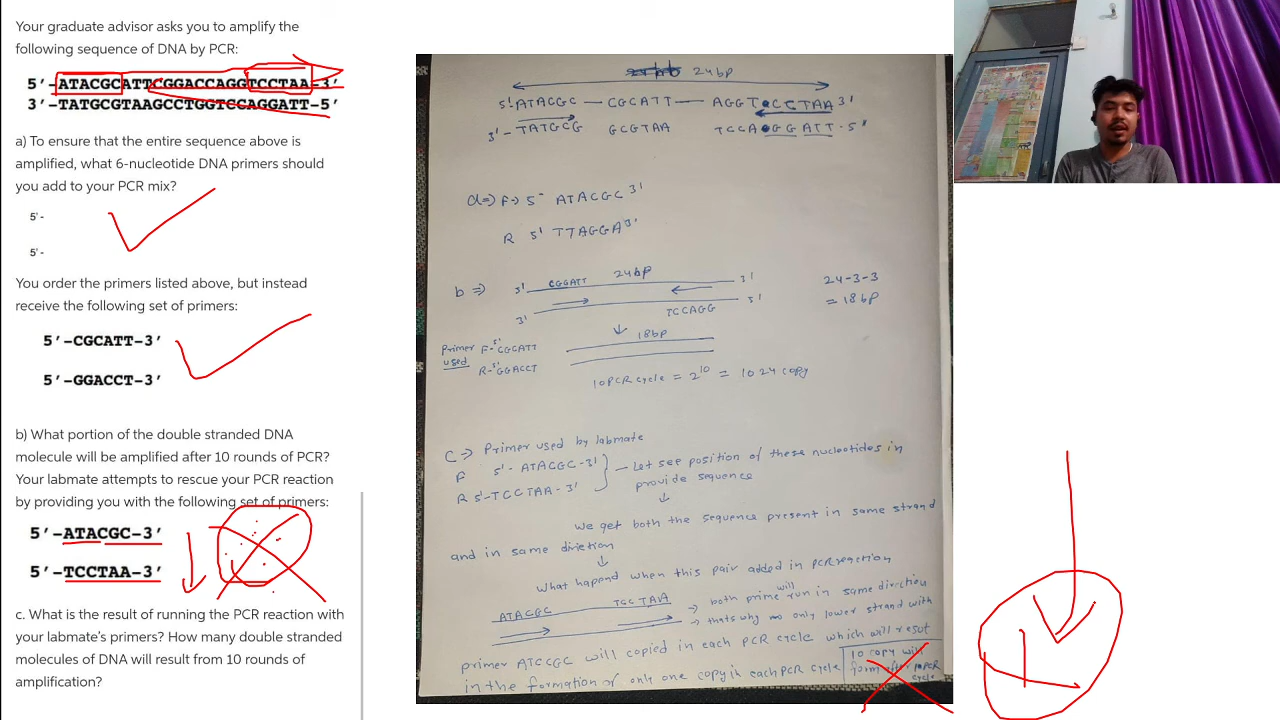 Your graduate advisor asks you to amplify the
following sequence of DNA by PCR:
5′-ATACGCATTCGGACCAGGTCCTAA-3′
3′-TATGCGTAAGCCTGGTCCAGGATT-5′
a) To ensure that the entire sequence above is
amplified, what 6-nucleotide DNA primers should
you add to your PCR mix?
5′-
5′-
You order the primers listed above, but instead
receive the following set of primers:
5′-CGCATT-3′
5′-GGACCT-3′
b) What portion of the double stranded DNA
molecule will be amplified after 10 rounds of PCR?
Your labmate attempts to rescue your PCR reaction
by providing you with the following set of primers:
5′-ATACGC-3′
5′-TCCTAA-3′
c. What is the result of running the PCR reaction with
your labmate's primers? How many double stranded
molecules of DNA will result from 10 rounds of
amplification?
24bp
5' ATACGC — CGCATT — AGGT CCTAA 3'
3'- TATGCG GCGTAA TCCA GG ATT - 5'
a => F-> 5- ATACGC 3'
R 5' TTAGGA 3'
b => 5' CGGATT 24bp 3'
3' TCCAGG 5'
24-3-3
= 18bp
↓ 18bp
Primer used F- 5' CGCATT
R- 5' GGACCT
10 PCR cycle = 2^10 = 1024 copy
C -> Primer used by labmate
F 5'- ATACGC-3'
R 5'-TCCTAA-3'
— Let see position of these nucleotides in
provide sequence
↓
We get both the sequence present in same strand
and in same direction
↓
What happend when this pair added in PCR reaction
ATACGC TCCTAA -> both prime will run in same direction
-> thats why only lower strand with
primer ATCCGC will copied in each PCR cycle which will result
in the formation of only one copy in each PCR cycle
10 copy will
form after 10 PCR
cycle
1